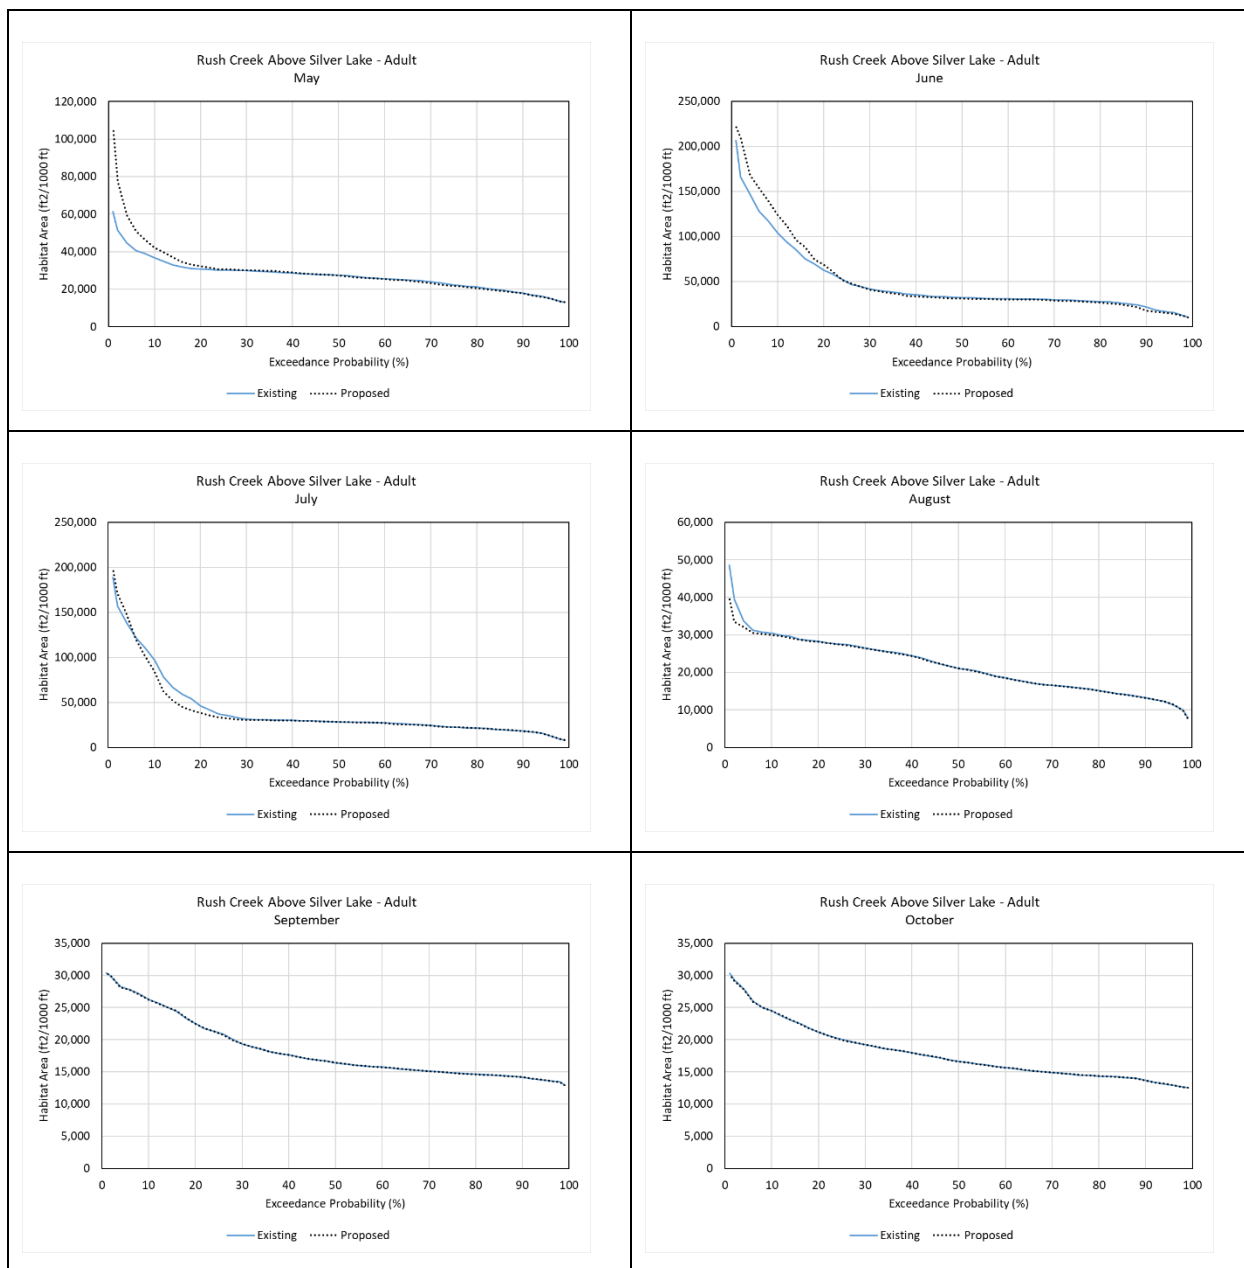 Rush Creek Above Silver Lake - Adult
May
120,000
100,000
80,000
60,000
40,000
20,000
0
Habitat Area (ft2/1000 ft)
0 10 20 30 40 50 60 70 80 90 100
Exceedance Probability (%)
Existing Proposed
Rush Creek Above Silver Lake - Adult
June
250,000
200,000
150,000
100,000
50,000
0
Habitat Area (ft2/1000 ft)
0 10 20 30 40 50 60 70 80 90 100
Exceedance Probability (%)
Existing Proposed
Rush Creek Above Silver Lake - Adult
July
250,000
200,000
150,000
100,000
50,000
0
Habitat Area (ft2/1000 ft)
0 10 20 30 40 50 60 70 80 90 100
Exceedance Probability (%)
Existing Proposed
Rush Creek Above Silver Lake - Adult
August
60,000
50,000
40,000
30,000
20,000
10,000
0
Habitat Area (ft2/1000 ft)
0 10 20 30 40 50 60 70 80 90 100
Exceedance Probability (%)
Existing Proposed
Rush Creek Above Silver Lake - Adult
September
35,000
30,000
25,000
20,000
15,000
10,000
5,000
0
Habitat Area (ft2/1000 ft)
0 10 20 30 40 50 60 70 80 90 100
Exceedance Probability (%)
Existing Proposed
Rush Creek Above Silver Lake - Adult
October
35,000
30,000
25,000
20,000
15,000
10,000
5,000
0
Habitat Area (ft2/1000 ft)
0 10 20 30 40 50 60 70 80 90 100
Exceedance Probability (%)
Existing Proposed